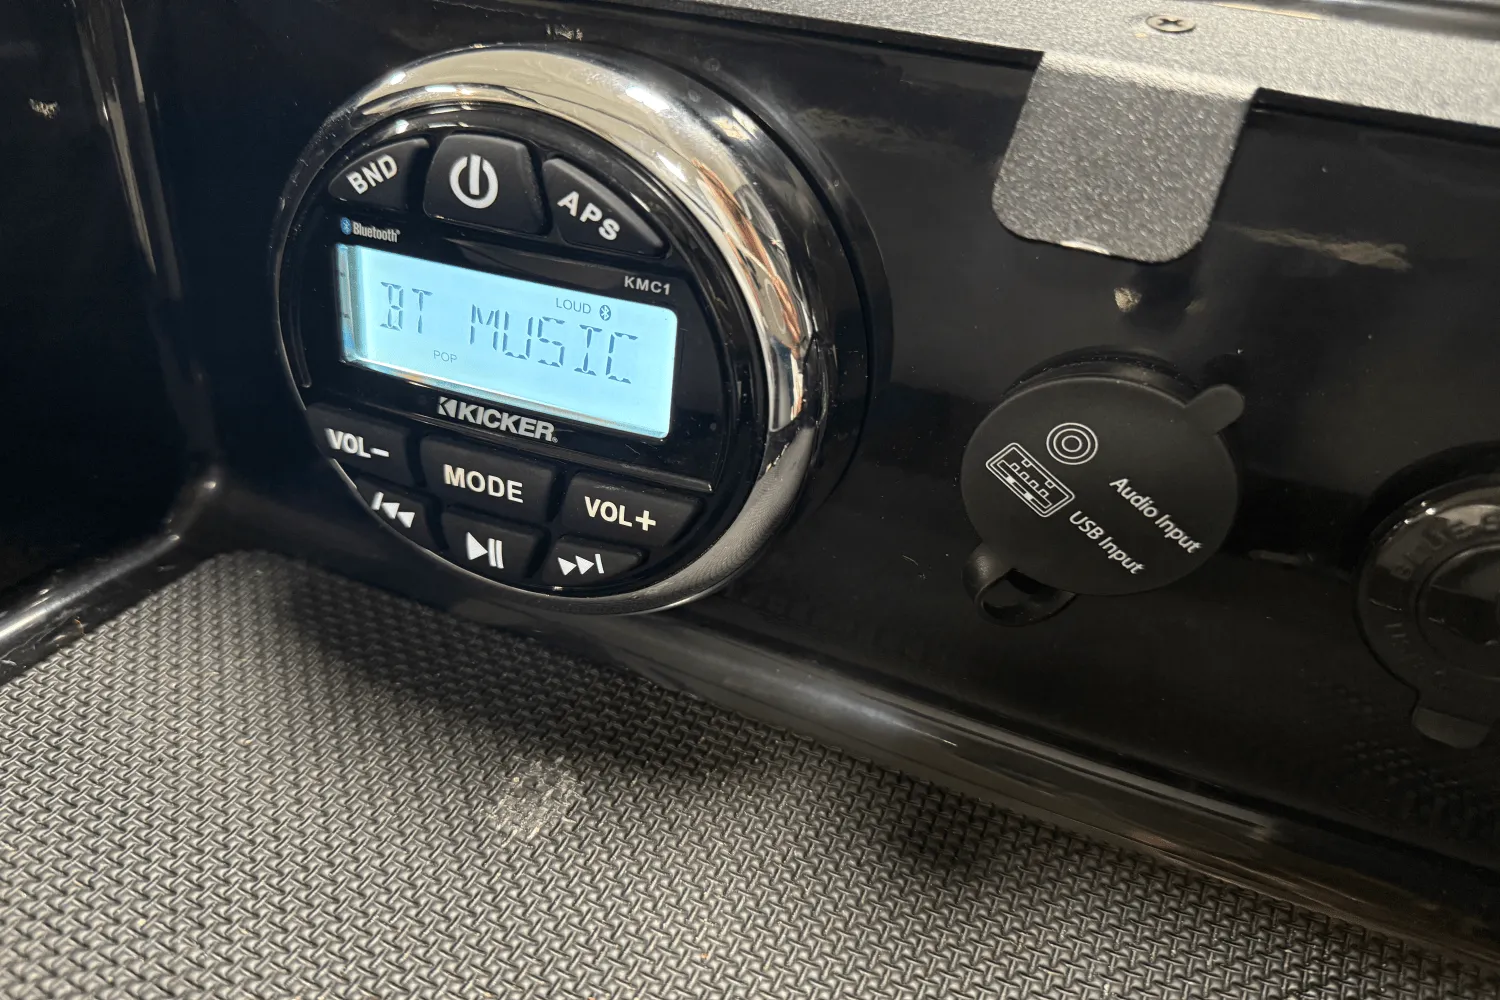 BND
APS
Bluetooth®
KMC1
LOUD
BT MUSIC
POP
KICKER
VOL-
MODE
VOL+
Audio Input
USB Input